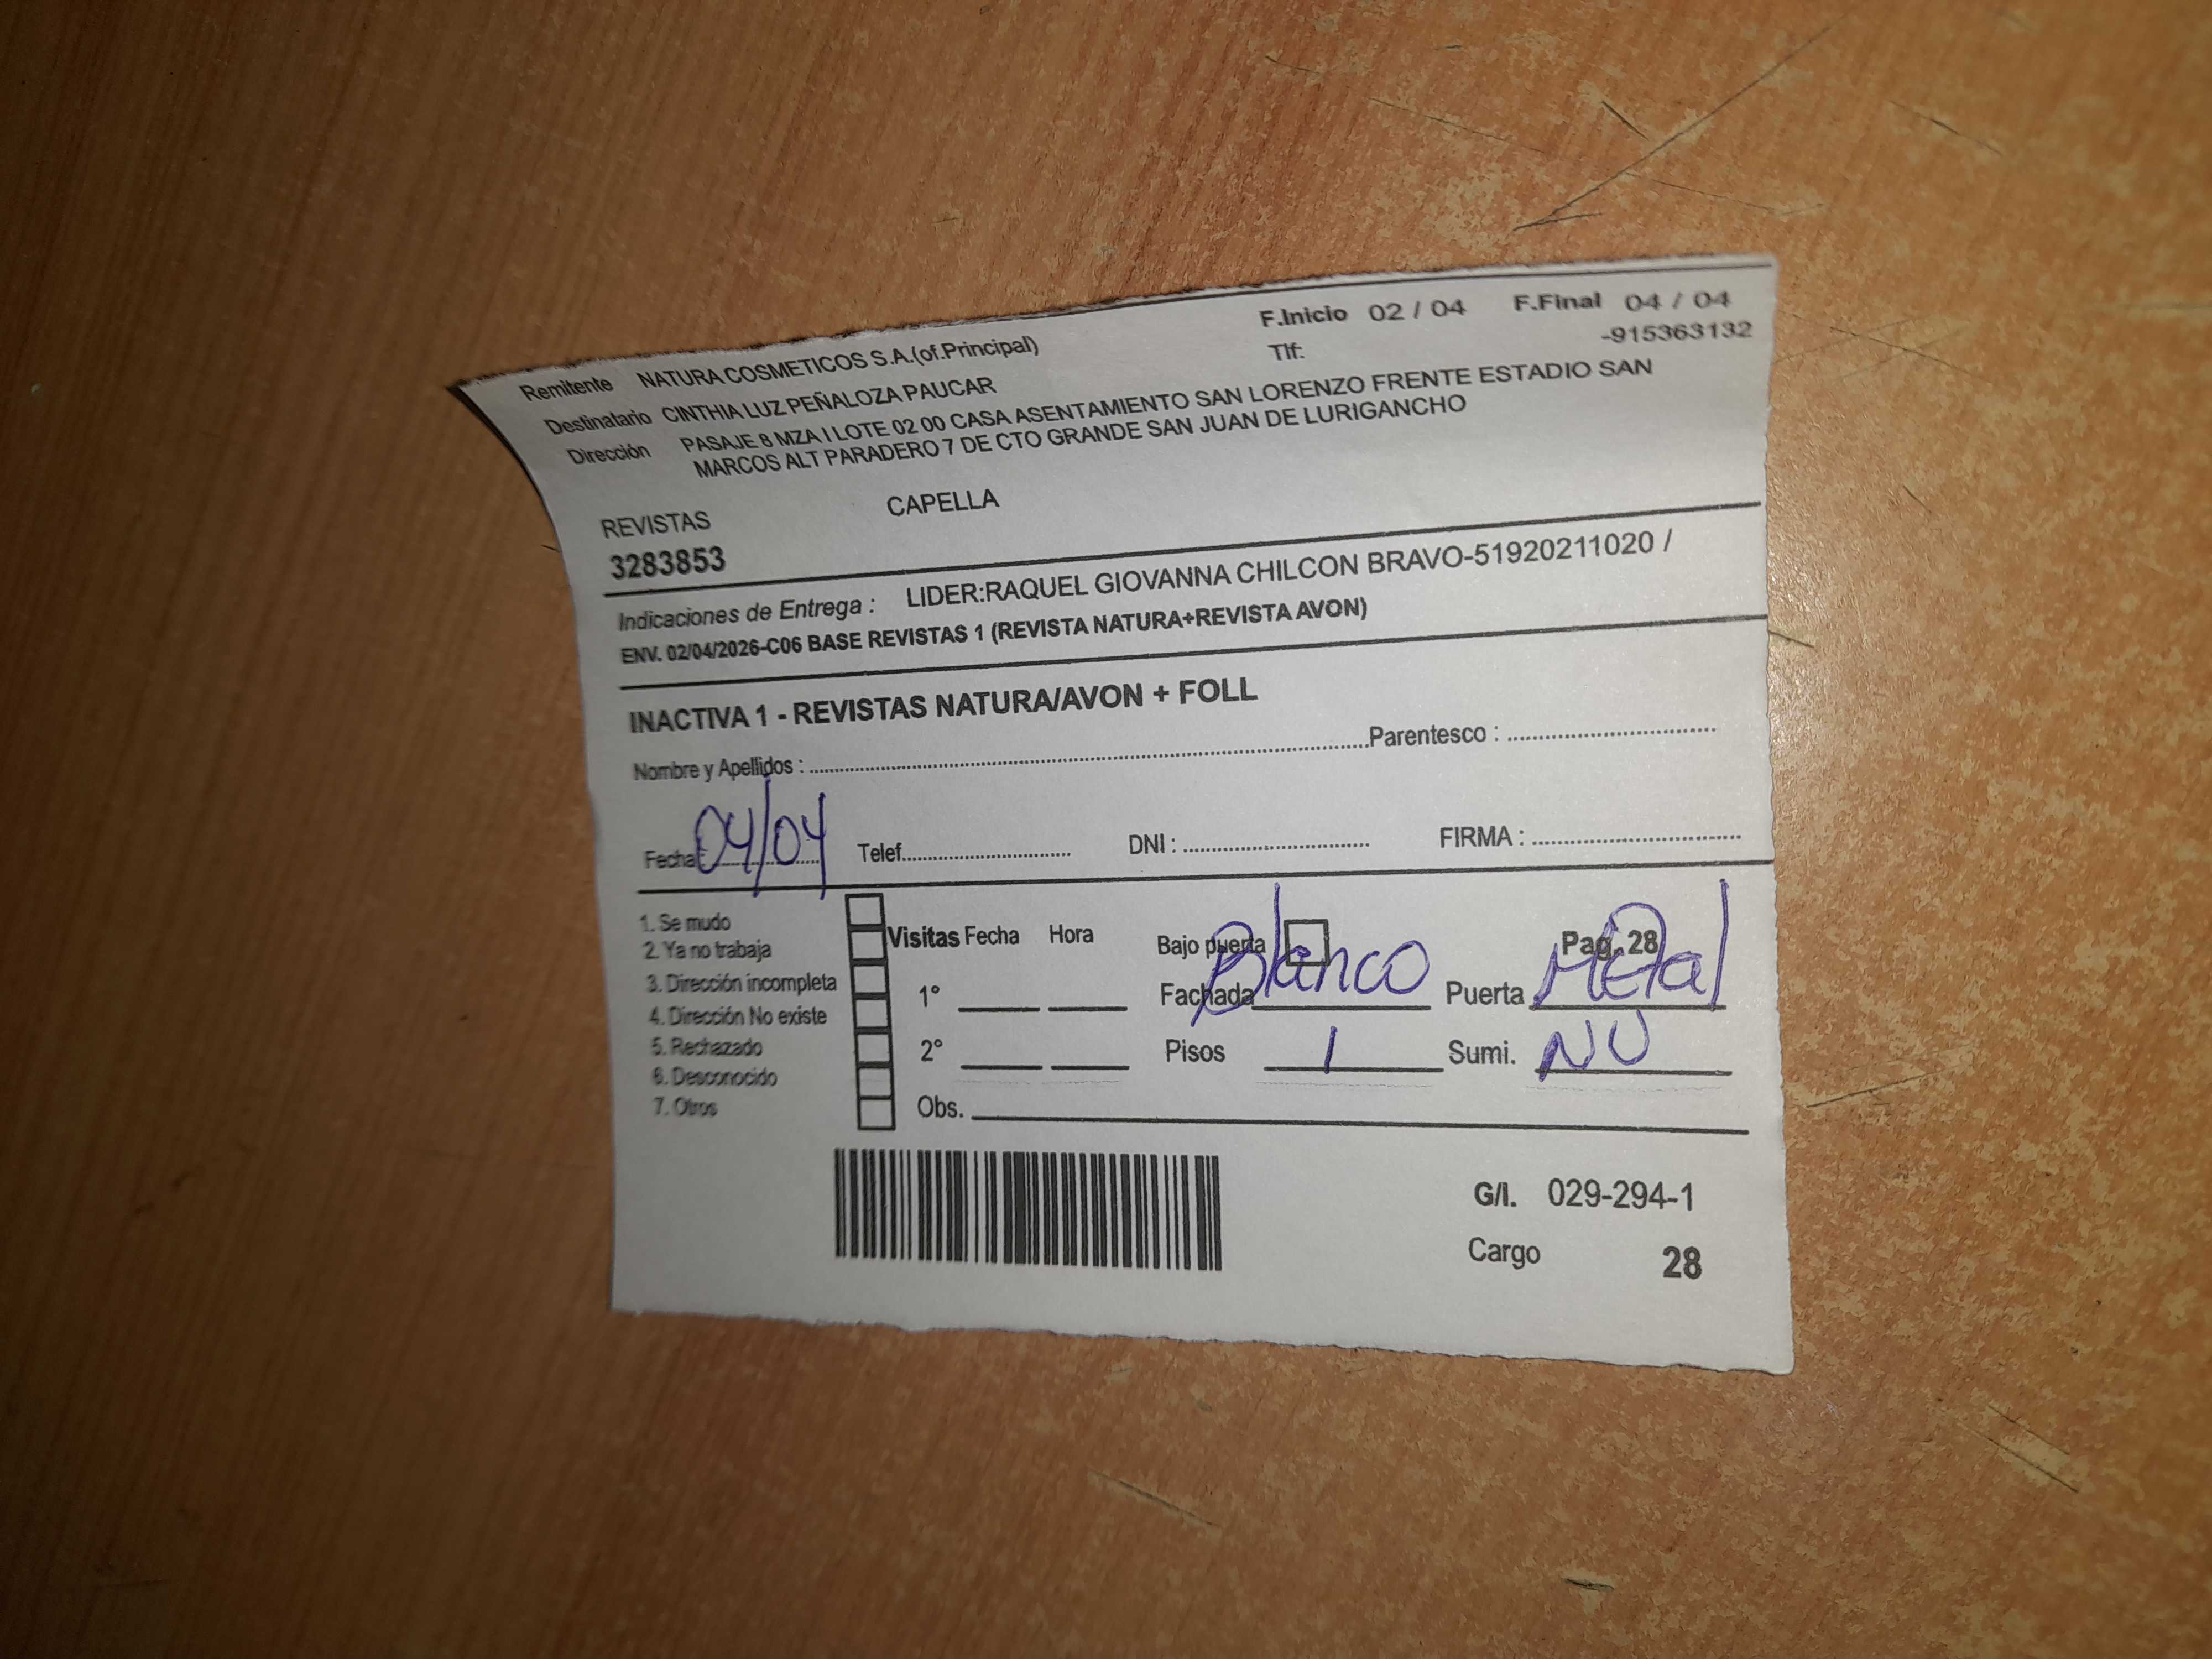 Remitente NATURA COSMETICOS S.A.(of.Principal) F.Inicio 02 / 04 F.Final 04 / 04
Destinatario CINTHIA LUZ PEÑALOZA PAUCAR Tlf: -915363132
Dirección PASAJE 8 MZA I LOTE 02 00 CASA ASENTAMIENTO SAN LORENZO FRENTE ESTADIO SAN
MARCOS ALT PARADERO 7 DE CTO GRANDE SAN JUAN DE LURIGANCHO
REVISTAS CAPELLA
3283853
Indicaciones de Entrega : LIDER:RAQUEL GIOVANNA CHILCON BRAVO-51920211020 /
ENV. 02/04/2026-C06 BASE REVISTAS 1 (REVISTA NATURA+REVISTA AVON)
INACTIVA 1 - REVISTAS NATURA/AVON + FOLL
Nombre y Apellidos : Parentesco :
Fecha: 04/04 Telef. DNI : FIRMA :
1. Se mudo
2. Ya no trabaja
3. Dirección incompleta
4. Dirección No existe
5. Rechazado
6. Desconocido
7. Otros
Visitas Fecha Hora Bajo puerta Pag. 28
1° Fachada Blanco Puerta Metal
2° Pisos 1 Sumi. NU
Obs.
G/I. 029-294-1
Cargo 28